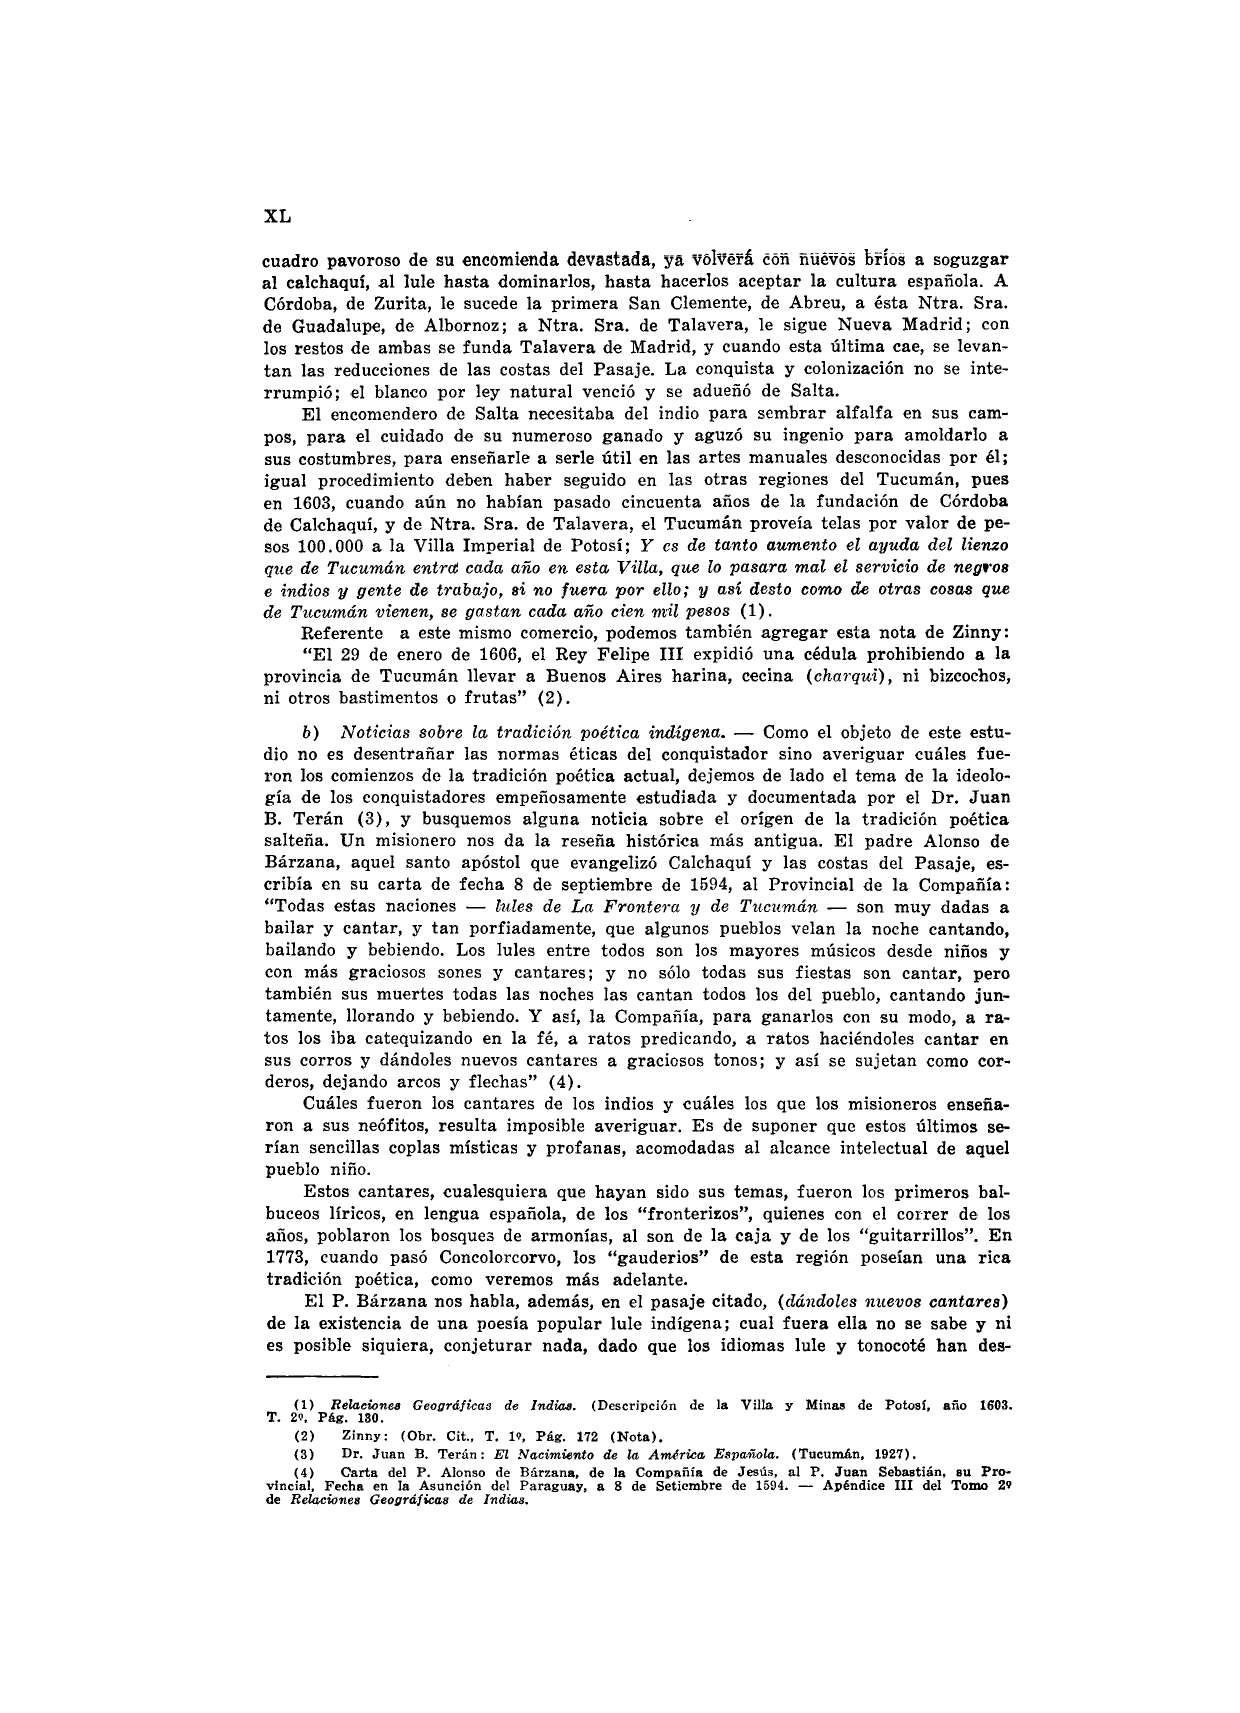 XL
cuadro pavoroso de su encomienda devastada, ya volverá con nuevos bríos a soguzgar
al calchaquí, al lule hasta dominarlos, hasta hacerlos aceptar la cultura española. A
Córdoba, de Zurita, le sucede la primera San Clemente, de Abreu, a ésta Ntra. Sra.
de Guadalupe, de Albornoz; a Ntra. Sra. de Talavera, le sigue Nueva Madrid; con
los restos de ambas se funda Talavera de Madrid, y cuando esta última cae, se levan-
tan las reducciones de las costas del Pasaje. La conquista y colonización no se inte-
rrumpió; el blanco por ley natural venció y se adueñó de Salta.
El encomendero de Salta necesitaba del indio para sembrar alfalfa en sus cam-
pos, para el cuidado de su numeroso ganado y aguzó su ingenio para amoldarlo a
sus costumbres, para enseñarle a serle útil en las artes manuales desconocidas por él;
igual procedimiento deben haber seguido en las otras regiones del Tucumán, pues
en 1603, cuando aún no habían pasado cincuenta años de la fundación de Córdoba
de Calchaquí, y de Ntra. Sra. de Talavera, el Tucumán proveía telas por valor de pe-
sos 100.000 a la Villa Imperial de Potosí; Y es de tanto aumento el ayuda del lienzo
que de Tucumán entra cada año en esta Villa, que lo pasara mal el servicio de negros
e indios y gente de trabajo, si no fuera por ello; y así desto como de otras cosas que
de Tucumán vienen, se gastan cada año cien mil pesos (1).
Referente a este mismo comercio, podemos también agregar esta nota de Zinny:
“El 29 de enero de 1606, el Rey Felipe III expidió una cédula prohibiendo a la
provincia de Tucumán llevar a Buenos Aires harina, cecina (charqui), ni bizcochos,
ni otros bastimentos o frutas” (2).
b) Noticias sobre la tradición poética indígena. — Como el objeto de este estu-
dio no es desentrañar las normas éticas del conquistador sino averiguar cuáles fue-
ron los comienzos de la tradición poética actual, dejemos de lado el tema de la ideolo-
gía de los conquistadores empeñosamente estudiada y documentada por el Dr. Juan
B. Terán (3), y busquemos alguna noticia sobre el orígen de la tradición poética
salteña. Un misionero nos da la reseña histórica más antigua. El padre Alonso de
Bárzana, aquel santo apóstol que evangelizó Calchaquí y las costas del Pasaje, es-
cribía en su carta de fecha 8 de septiembre de 1594, al Provincial de la Compañía:
“Todas estas naciones — lules de La Frontera y de Tucumán — son muy dadas a
bailar y cantar, y tan porfiadamente, que algunos pueblos velan la noche cantando,
bailando y bebiendo. Los lules entre todos son los mayores músicos desde niños y
con más graciosos sones y cantares; y no sólo todas sus fiestas son cantar, pero
también sus muertes todas las noches las cantan todos los del pueblo, cantando jun-
tamente, llorando y bebiendo. Y así, la Compañía, para ganarlos con su modo, a ra-
tos los iba catequizando en la fé, a ratos predicando, a ratos haciéndoles cantar en
sus corros y dándoles nuevos cantares a graciosos tonos; y así se sujetan como cor-
deros, dejando arcos y flechas” (4).
Cuáles fueron los cantares de los indios y cuáles los que los misioneros enseña-
ron a sus neófitos, resulta imposible averiguar. Es de suponer que estos últimos se-
rían sencillas coplas místicas y profanas, acomodadas al alcance intelectual de aquel
pueblo niño.
Estos cantares, cualesquiera que hayan sido sus temas, fueron los primeros bal-
buceos líricos, en lengua española, de los “fronterizos”, quienes con el correr de los
años, poblaron los bosques de armonías, al son de la caja y de los “guitarrillos”. En
1773, cuando pasó Concolorcorvo, los “gauderios” de esta región poseían una rica
tradición poética, como veremos más adelante.
El P. Bárzana nos habla, además, en el pasaje citado, (dándoles nuevos cantares)
de la existencia de una poesía popular lule indígena; cual fuera ella no se sabe y ni
es posible siquiera, conjeturar nada, dado que los idiomas lule y tonocoté han des-
(1) Relaciones Geográficas de Indias. (Descripción de la Villa y Minas de Potosí, año 1603.
T. 2º, Pág. 130.
(2) Zinny: (Obr. Cit., T. 1º, Pág. 172 (Nota).
(3) Dr. Juan B. Terán: El Nacimiento de la América Española. (Tucumán, 1927).
(4) Carta del P. Alonso de Bárzana, de la Compañía de Jesús, al P. Juan Sebastián, su Pro-
vincial, Fecha en la Asunción del Paraguay, a 8 de Setiembre de 1594. — Apéndice III del Tomo 2º
de Relaciones Geográficas de Indias.